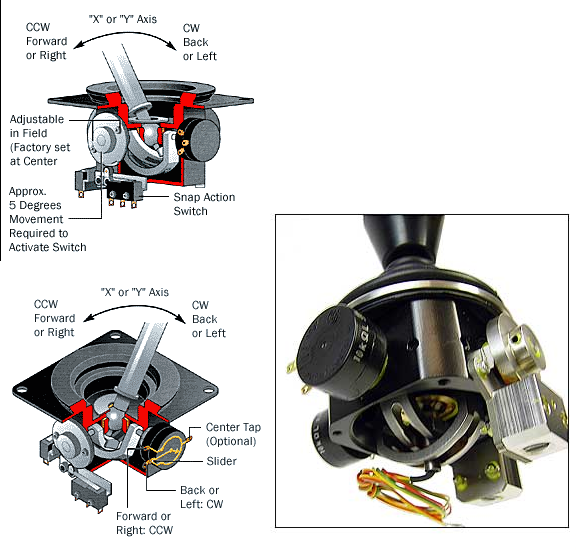 "X" or "Y" Axis
CCW
Forward
or Right
CW
Back
or Left
Adjustable
in Field
(Factory set
at Center
Approx.
5 Degrees
Movement
Required to
Activate Switch
Snap Action
Switch
"X" or "Y" Axis
CCW
Forward
or Right
CW
Back
or Left
Center Tap
(Optional)
Slider
Back or
Left: CW
Forward or
Right: CCW
10KΩL